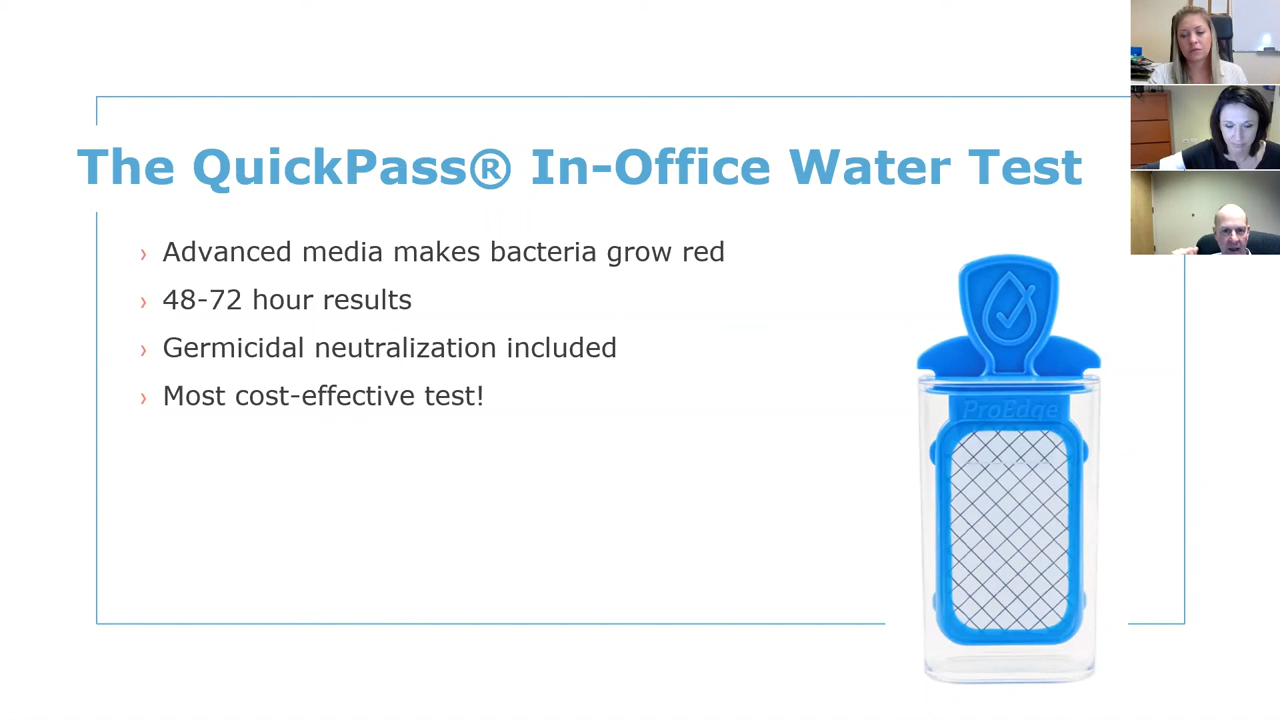 The QuickPass® In-Office Water Test
› Advanced media makes bacteria grow red
› 48-72 hour results
› Germicidal neutralization included
› Most cost-effective test!
ProEdge